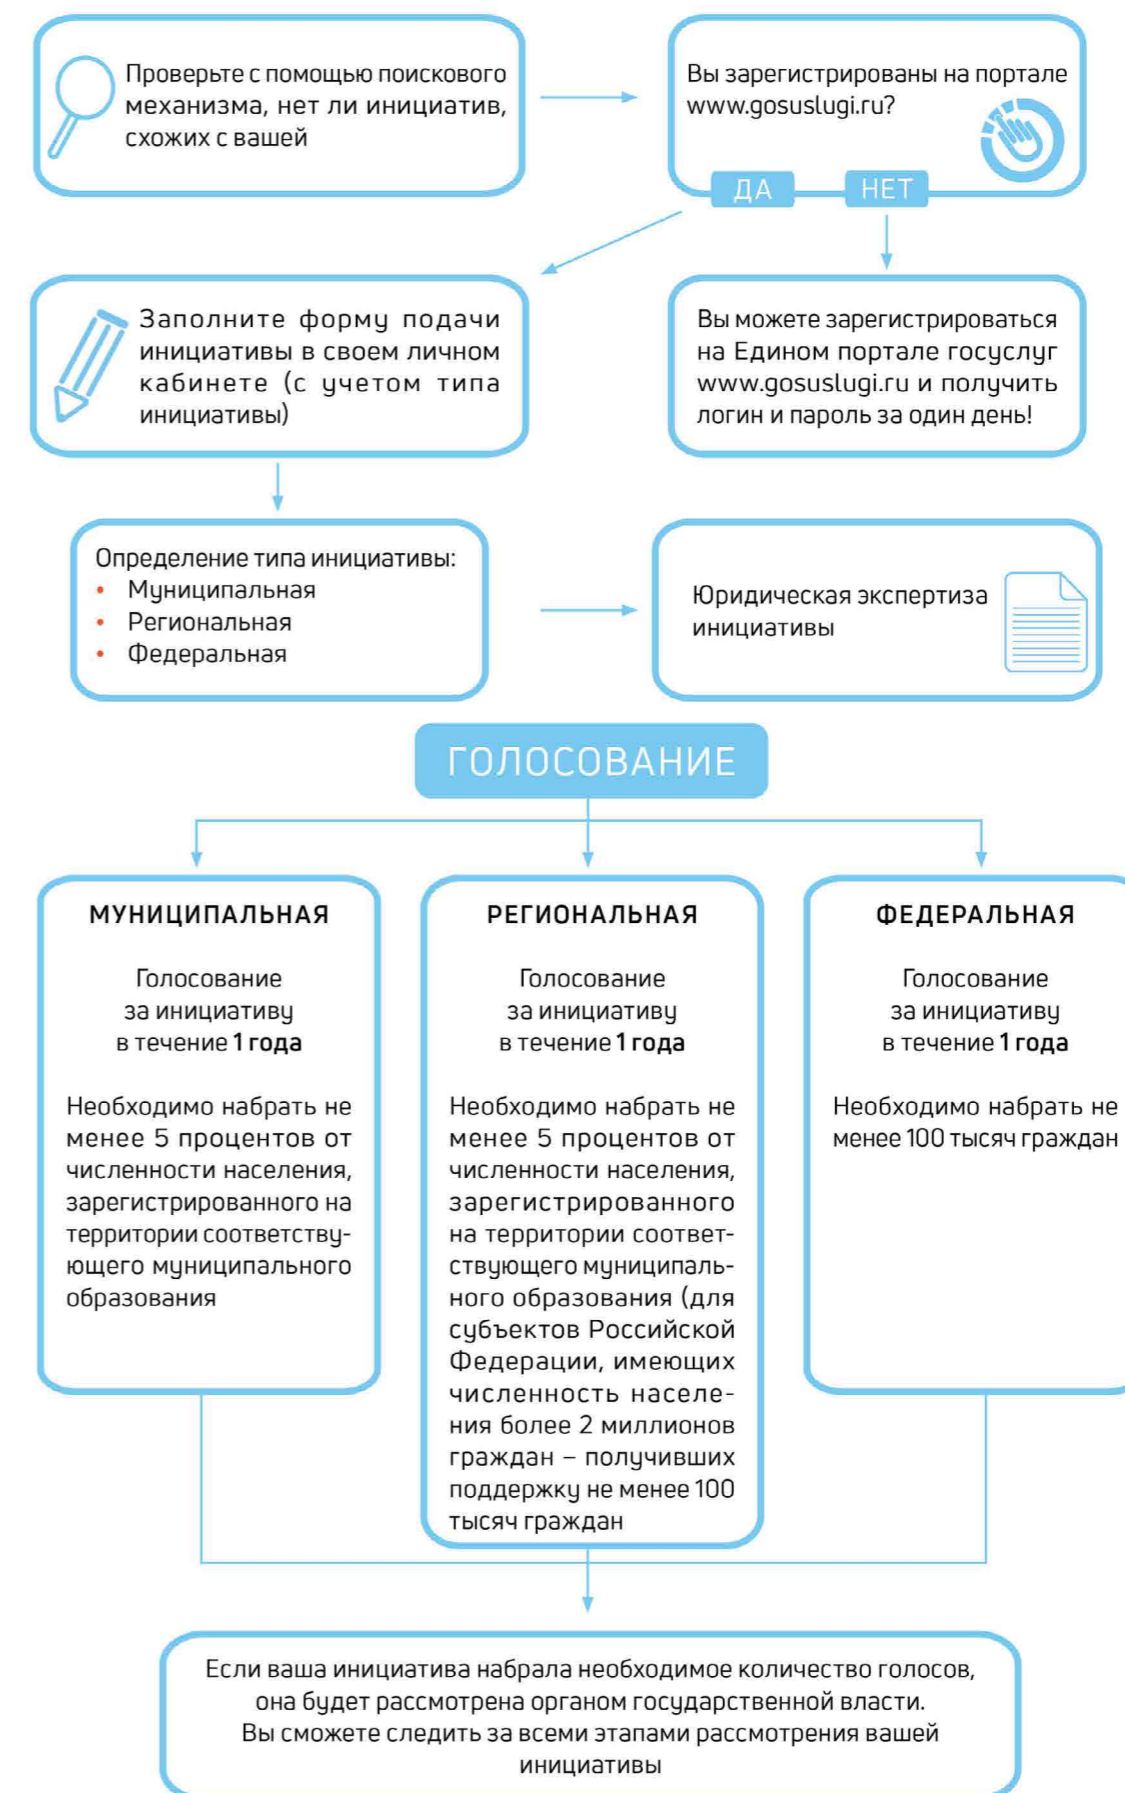 Проверьте с помощью поискового
механизма, нет ли инициатив,
схожих с вашей
Вы зарегистрированы на портале
www.gosuslugi.ru?
ДА
НЕТ
Заполните форму подачи
инициативы в своем личном
кабинете (с учетом типа
инициативы)
Вы можете зарегистрироваться
на Едином портале госуслуг
www.gosuslugi.ru и получить
логин и пароль за один день!
Определение типа инициативы:
• Муниципальная
• Региональная
• Федеральная
Юридическая экспертиза
инициативы
ГОЛОСОВАНИЕ
МУНИЦИПАЛЬНАЯ
Голосование
за инициативу
в течение 1 года
Необходимо набрать не
менее 5 процентов от
численности населения,
зарегистрированного на
территории соответству-
ющего муниципального
образования
РЕГИОНАЛЬНАЯ
Голосование
за инициативу
в течение 1 года
Необходимо набрать не
менее 5 процентов от
численности населения,
зарегистрированного
на территории соответ-
ствующего муниципаль-
ного образования (для
субъектов Российской
Федерации, имеющих
численность населе-
ния более 2 миллионов
граждан – получивших
поддержку не менее 100
тысяч граждан
ФЕДЕРАЛЬНАЯ
Голосование
за инициативу
в течение 1 года
Необходимо набрать не
менее 100 тысяч граждан
Если ваша инициатива набрала необходимое количество голосов,
она будет рассмотрена органом государственной власти.
Вы сможете следить за всеми этапами рассмотрения вашей
инициативы